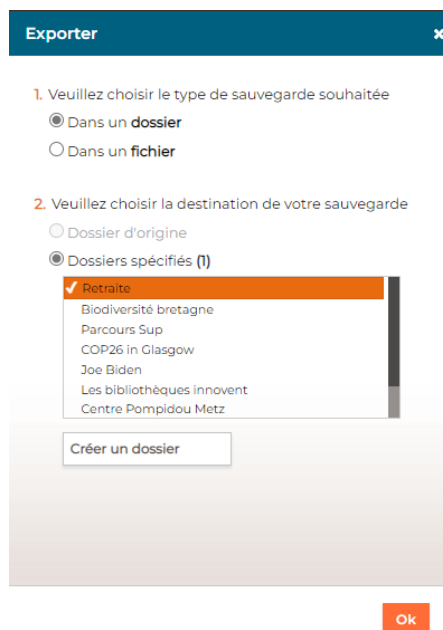 Exporter
1. Veuillez choisir le type de sauvegarde souhaitée
Dans un dossier
Dans un fichier
2. Veuillez choisir la destination de votre sauvegarde
Dossier d'origine
Dossiers spécifiés (1)
Retraite
Biodiversité bretagne
Parcours Sup
COP26 in Glasgow
Joe Biden
Les bibliothèques innovent
Centre Pompidou Metz
Créer un dossier
Ok